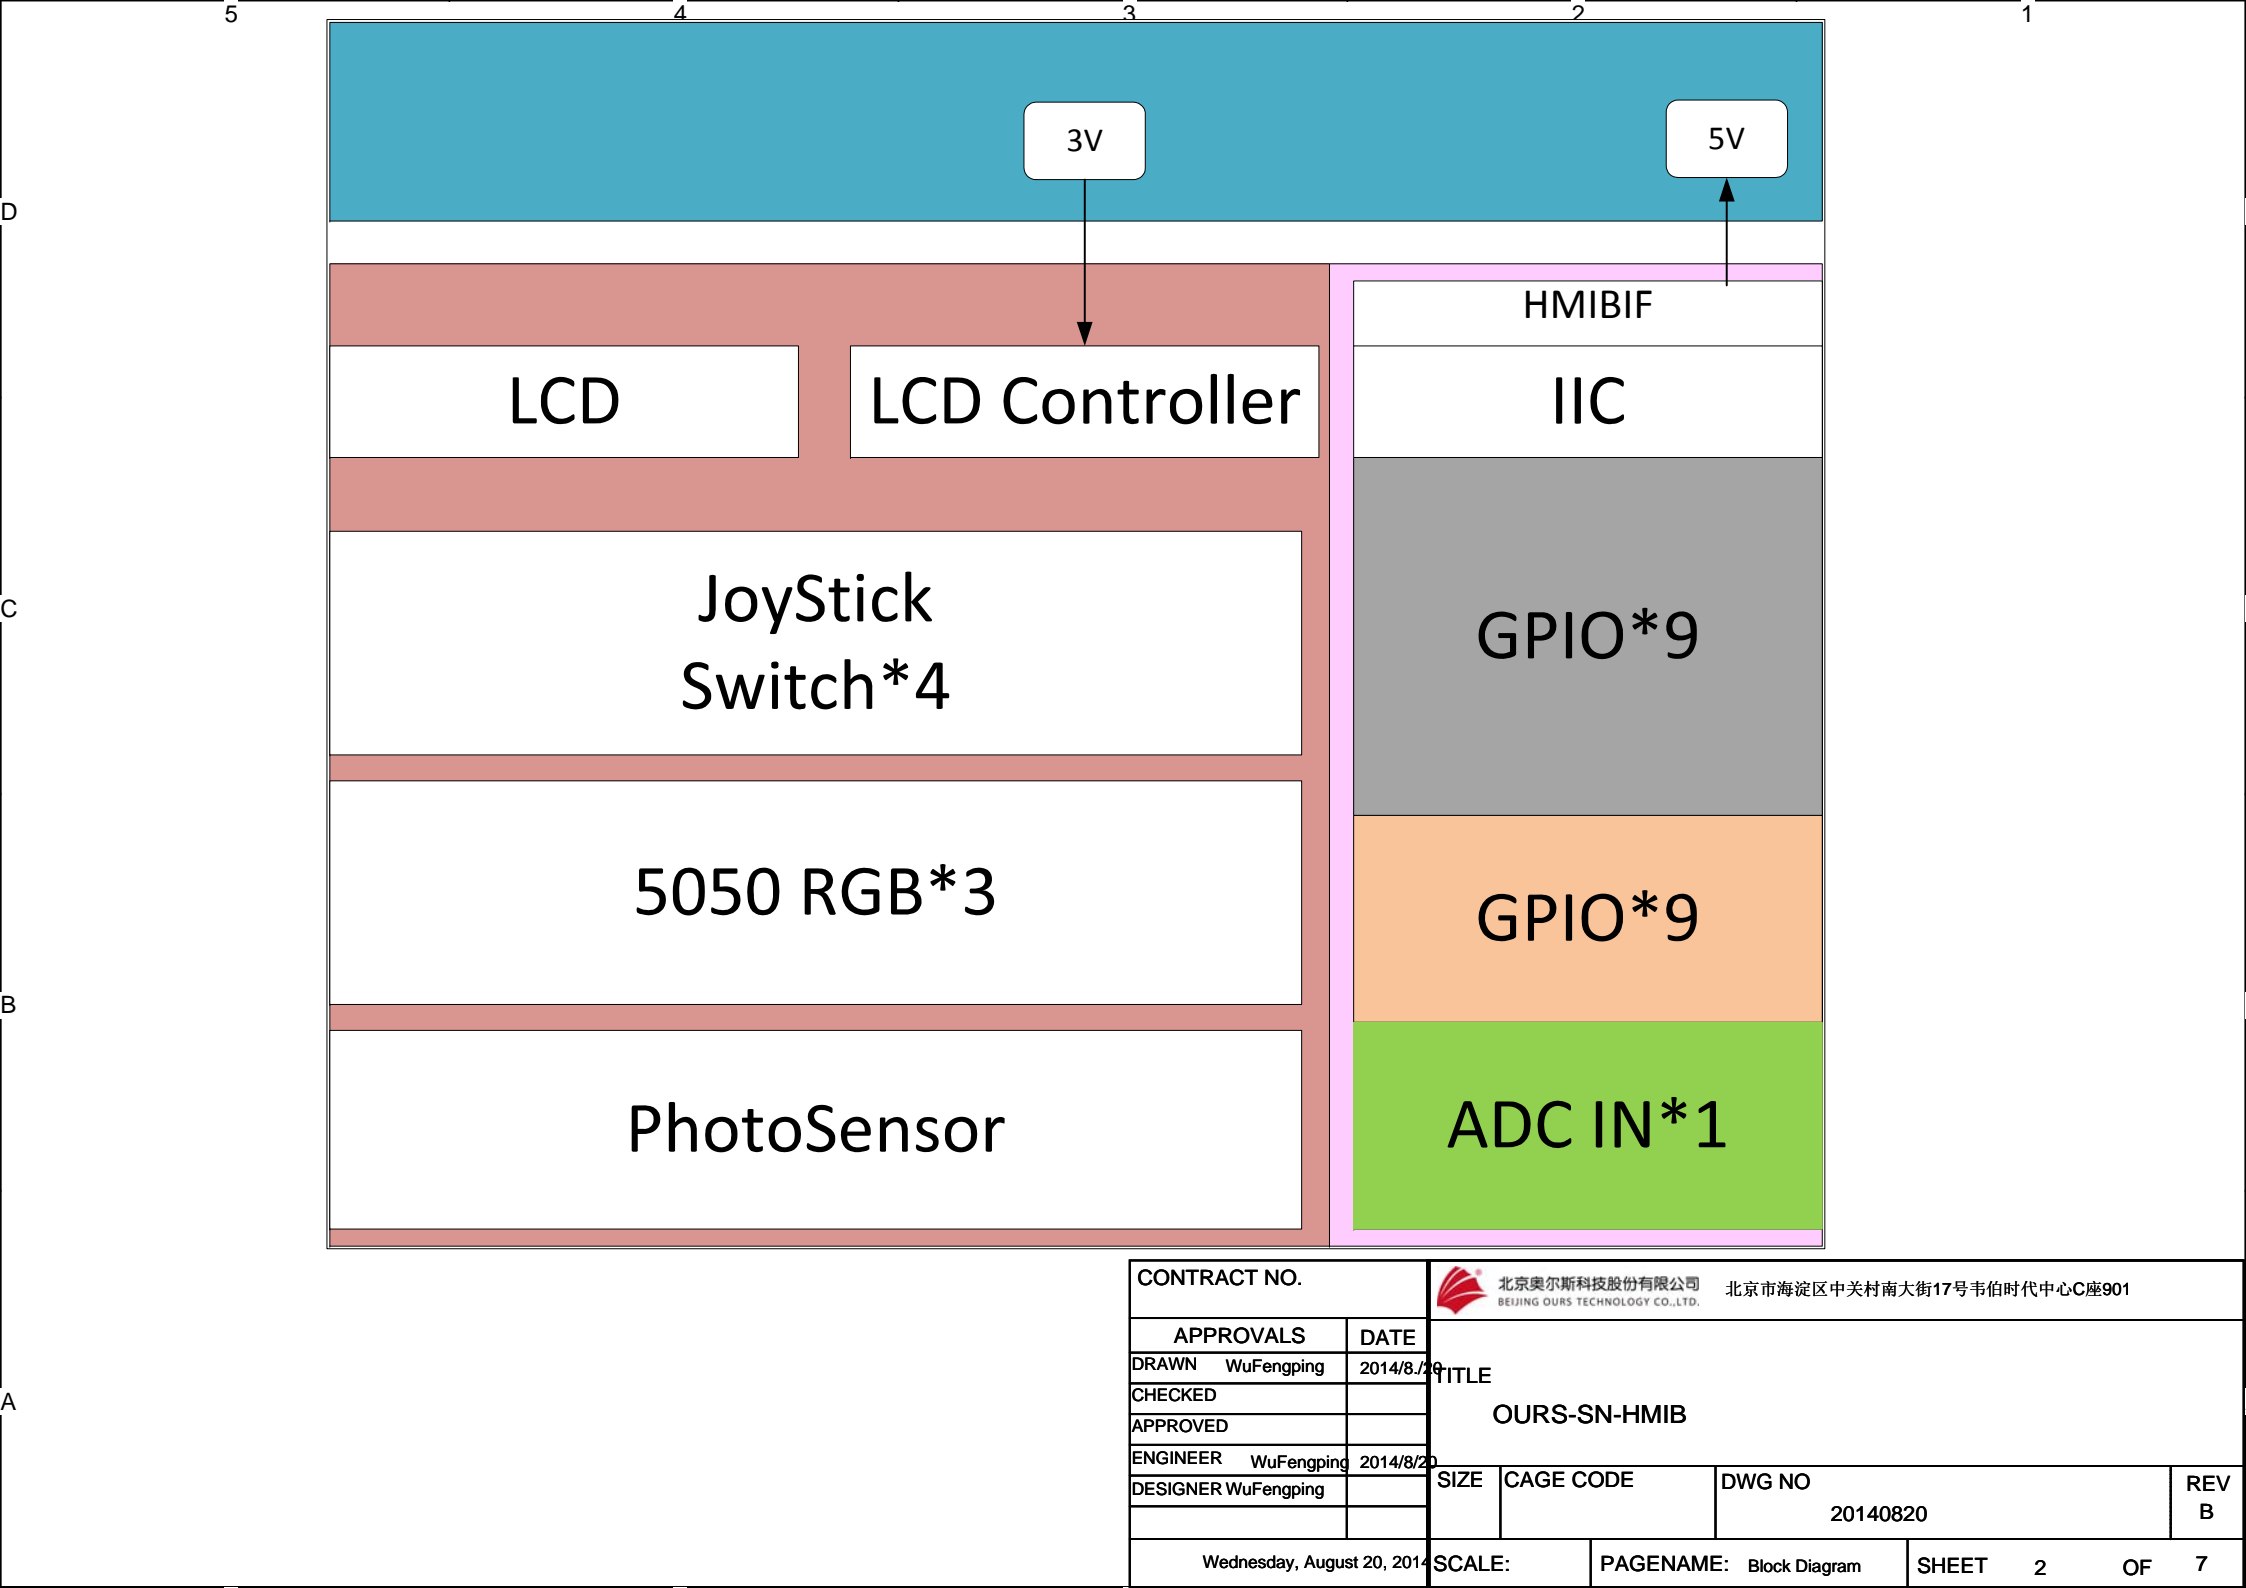 5 4 3 2 1
3V
5V
D
HMIBIF
LCD
LCD Controller
IIC
C
JoyStick
Switch*4
GPIO*9
5050 RGB*3
GPIO*9
B
PhotoSensor
ADC IN*1
A
CONTRACT NO.
APPROVALS DATE
DRAWN WuFengping 2014/8./20
CHECKED
APPROVED
ENGINEER WuFengping 2014/8/20
DESIGNER WuFengping
Wednesday, August 20, 2014
北京奥尔斯科技股份有限公司
BEIJING OURS TECHNOLOGY CO.,LTD.
北京市海淀区中关村南大街17号韦伯时代中心C座901
TITLE
OURS-SN-HMIB
SIZE CAGE CODE DWG NO REV
20140820 B
SCALE: PAGENAME: Block Diagram SHEET 2 OF 7